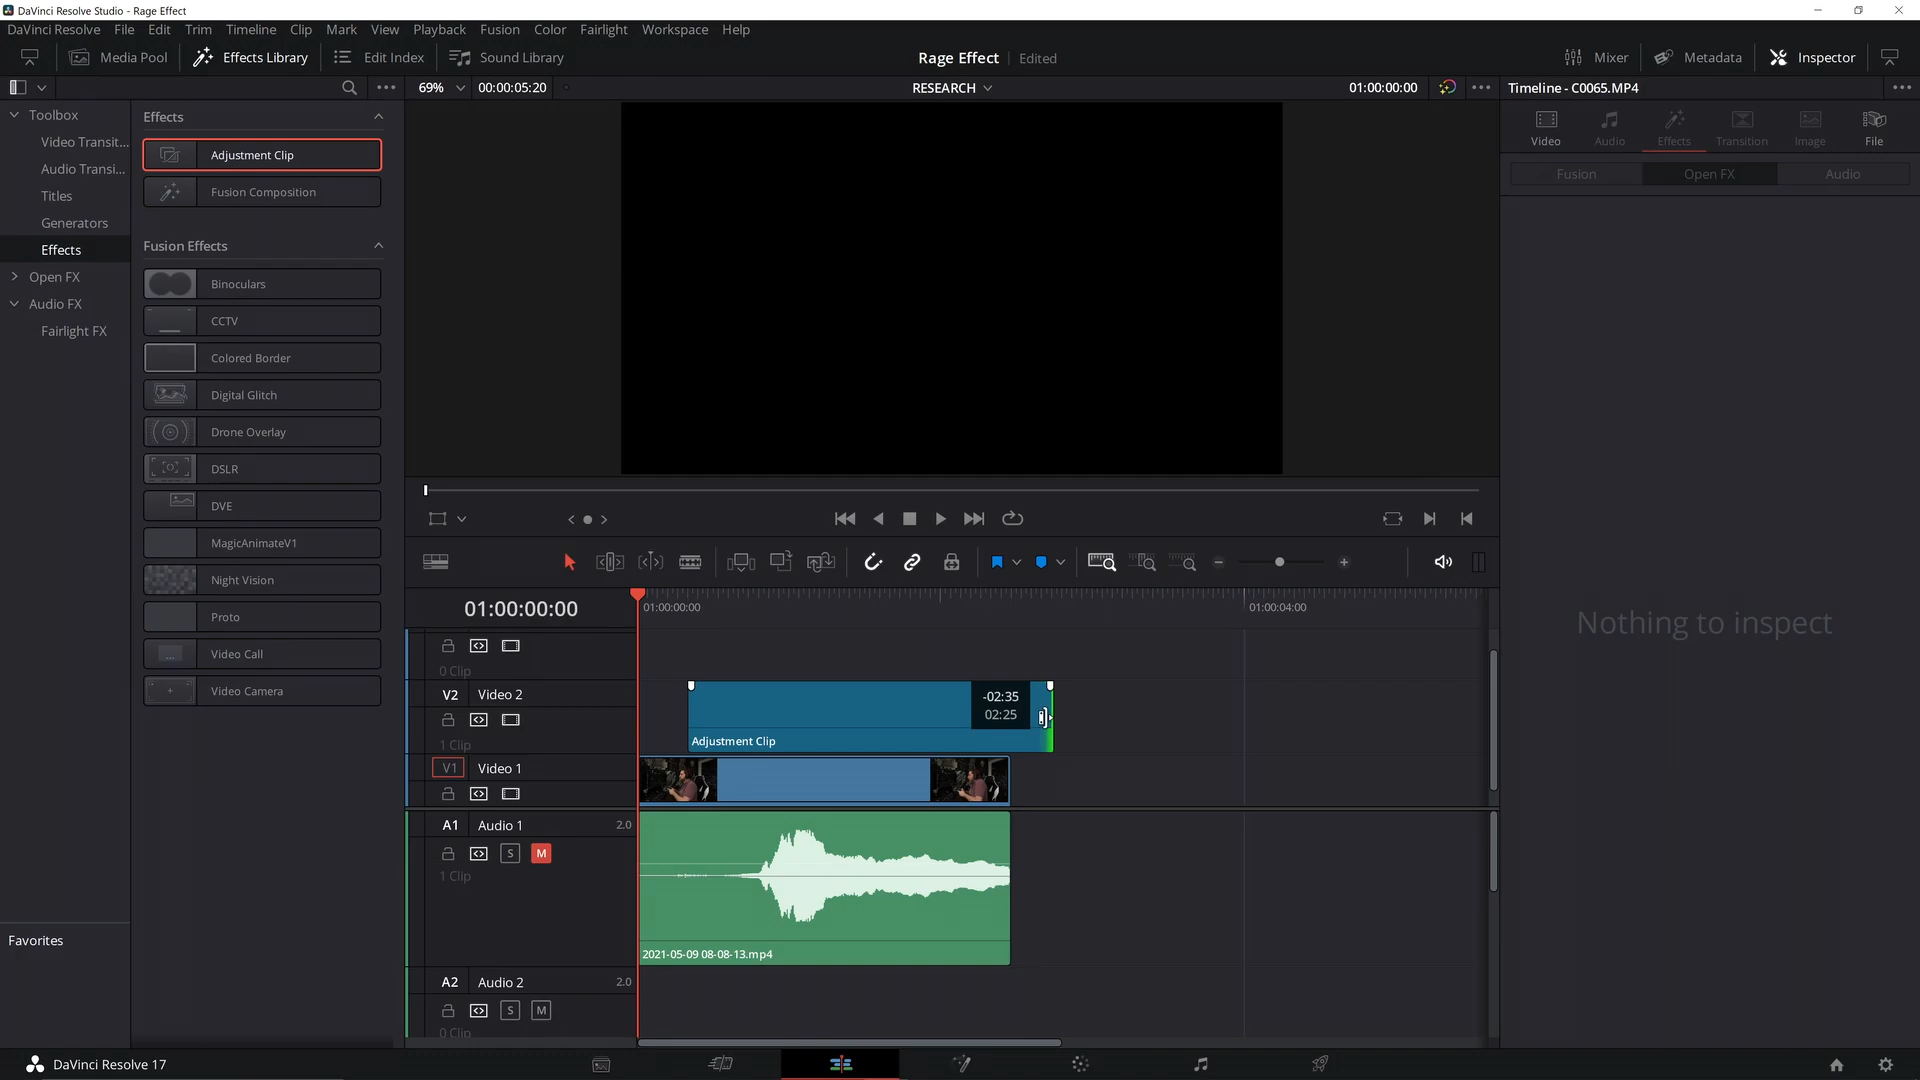 DaVinci Resolve Studio - Rage Effect
DaVinci Resolve File Edit Trim Timeline Clip Mark View Playback Fusion Color Fairlight Workspace Help
Media Pool Effects Library Edit Index Sound Library Rage Effect Edited Mixer Metadata Inspector
69% 00:00:05:20 RESEARCH 01:00:00:00 Timeline - C0065.MP4
Toolbox
Video Transit...
Audio Transi...
Titles
Generators
Effects
Open FX
Audio FX
Fairlight FX
Favorites
Effects
Adjustment Clip
Fusion Composition
Fusion Effects
Binoculars
CCTV
Colored Border
Digital Glitch
Drone Overlay
DSLR
DVE
MagicAnimateV1
Night Vision
Proto
Video Call
Video Camera
Video Audio Effects Transition Image File
Fusion Open FX Audio
Nothing to inspect
01:00:00:00
01:00:00:00 01:00:04:00
0 Clip
V2 Video 2
1 Clip
-02:35
02:25
Adjustment Clip
V1 Video 1
A1 Audio 1 2.0
S M
1 Clip
2021-05-09 08-08-13.mp4
A2 Audio 2 2.0
S M
0 Clip
DaVinci Resolve 17